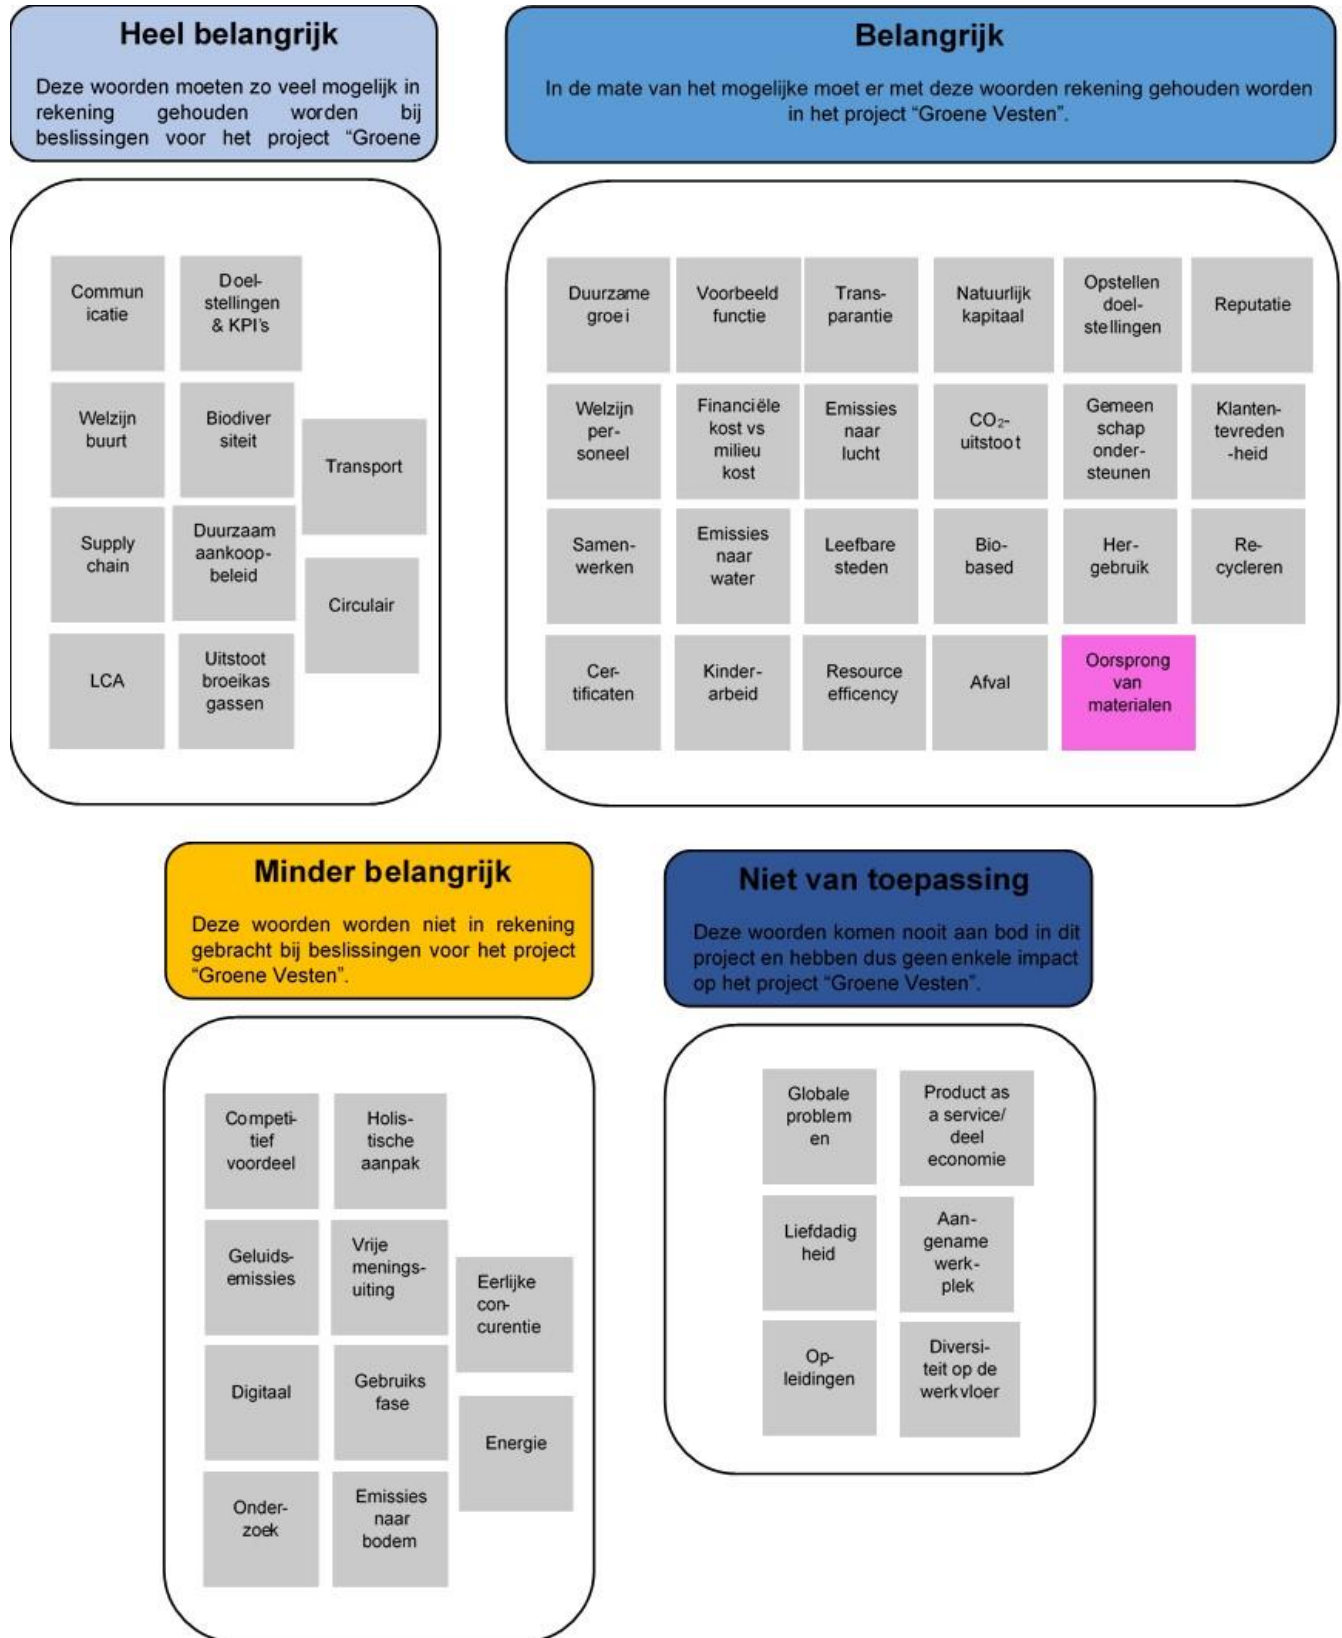 Heel belangrijk
Deze woorden moeten zo veel mogelijk in
rekening gehouden worden bij
beslissingen voor het project “Groene
Commun
icatie
Doel-
stellingen
& KPI's
Welzijn
buurt
Biodiver
siteit
Transport
Supply
chain
Duurzaam
aankoop-
beleid
Circulair
LCA
Uitstoot
broeikas
gassen
Belangrijk
In de mate van het mogelijke moet er met deze woorden rekening gehouden worden
in het project “Groene Vesten”.
Duurzame
groei
Voorbeeld
functie
Trans-
parantie
Natuurlijk
kapitaal
Opstellen
doel-
stellingen
Reputatie
Welzijn
per-
soneel
Financiële
kost vs
milieu
kost
Emissies
naar
lucht
CO₂-
uitstoot
Gemeen
schap
onder-
steunen
Klanten-
tevreden
-heid
Samen-
werken
Emissies
naar
water
Leefbare
steden
Bio-
based
Her-
gebruik
Re-
cycleren
Cer-
tificaten
Kinder-
arbeid
Resource
efficency
Afval
Oorsprong
van
materialen
Minder belangrijk
Deze woorden worden niet in rekening
gebracht bij beslissingen voor het project
“Groene Vesten”.
Competi-
tief
voordeel
Holis-
tische
aanpak
Geluids-
emissies
Vrije
menings-
uiting
Eerlijke
con-
curentie
Digitaal
Gebruiks
fase
Energie
Onder-
zoek
Emissies
naar
bodem
Niet van toepassing
Deze woorden komen nooit aan bod in dit
project en hebben dus geen enkele impact
op het project “Groene Vesten”.
Globale
problem
en
Product as
a service/
deel
economie
Liefdadig
heid
Aan-
gename
werk-
plek
Op-
leidingen
Diversi-
teit op de
werkvloer